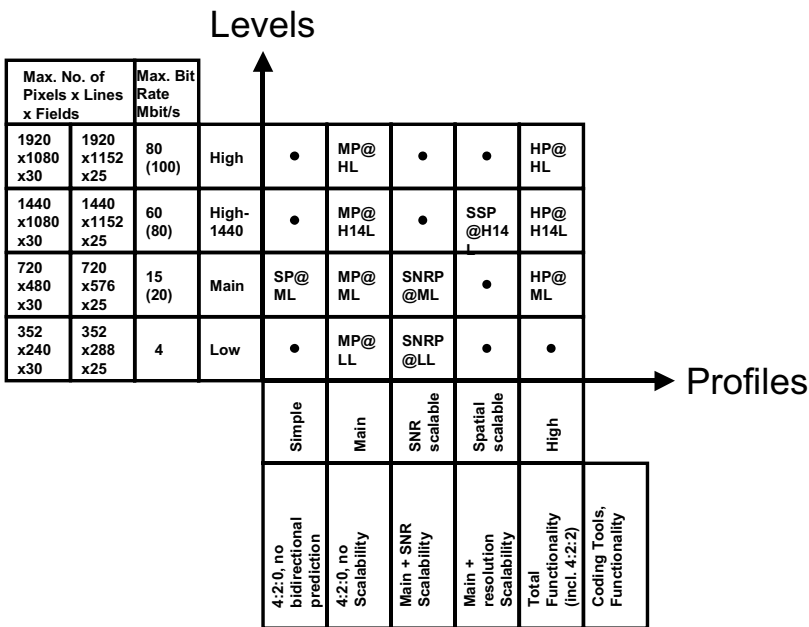 Levels
Max. No. of
Pixels x Lines
x Fields
Max. Bit
Rate
Mbit/s
1920
x1080
x30
1920
x1152
x25
80
(100)
High
•
MP@
HL
•
•
HP@
HL
1440
x1080
x30
1440
x1152
x25
60
(80)
High-
1440
•
MP@
H14L
•
SSP
@H14
L
HP@
H14L
720
x480
x30
720
x576
x25
15
(20)
Main
SP@
ML
MP@
ML
SNRP
@ML
•
HP@
ML
352
x240
x30
352
x288
x25
4
Low
•
MP@
LL
SNRP
@LL
•
•
Profiles
Simple
Main
SNR
scalable
Spatial
scalable
High
4:2:0, no
bidirectional
prediction
4:2:0, no
Scalability
Main + SNR
Scalability
Main +
resolution
Scalability
Total
Functionality
(incl. 4:2:2)
Coding Tools,
Functionality